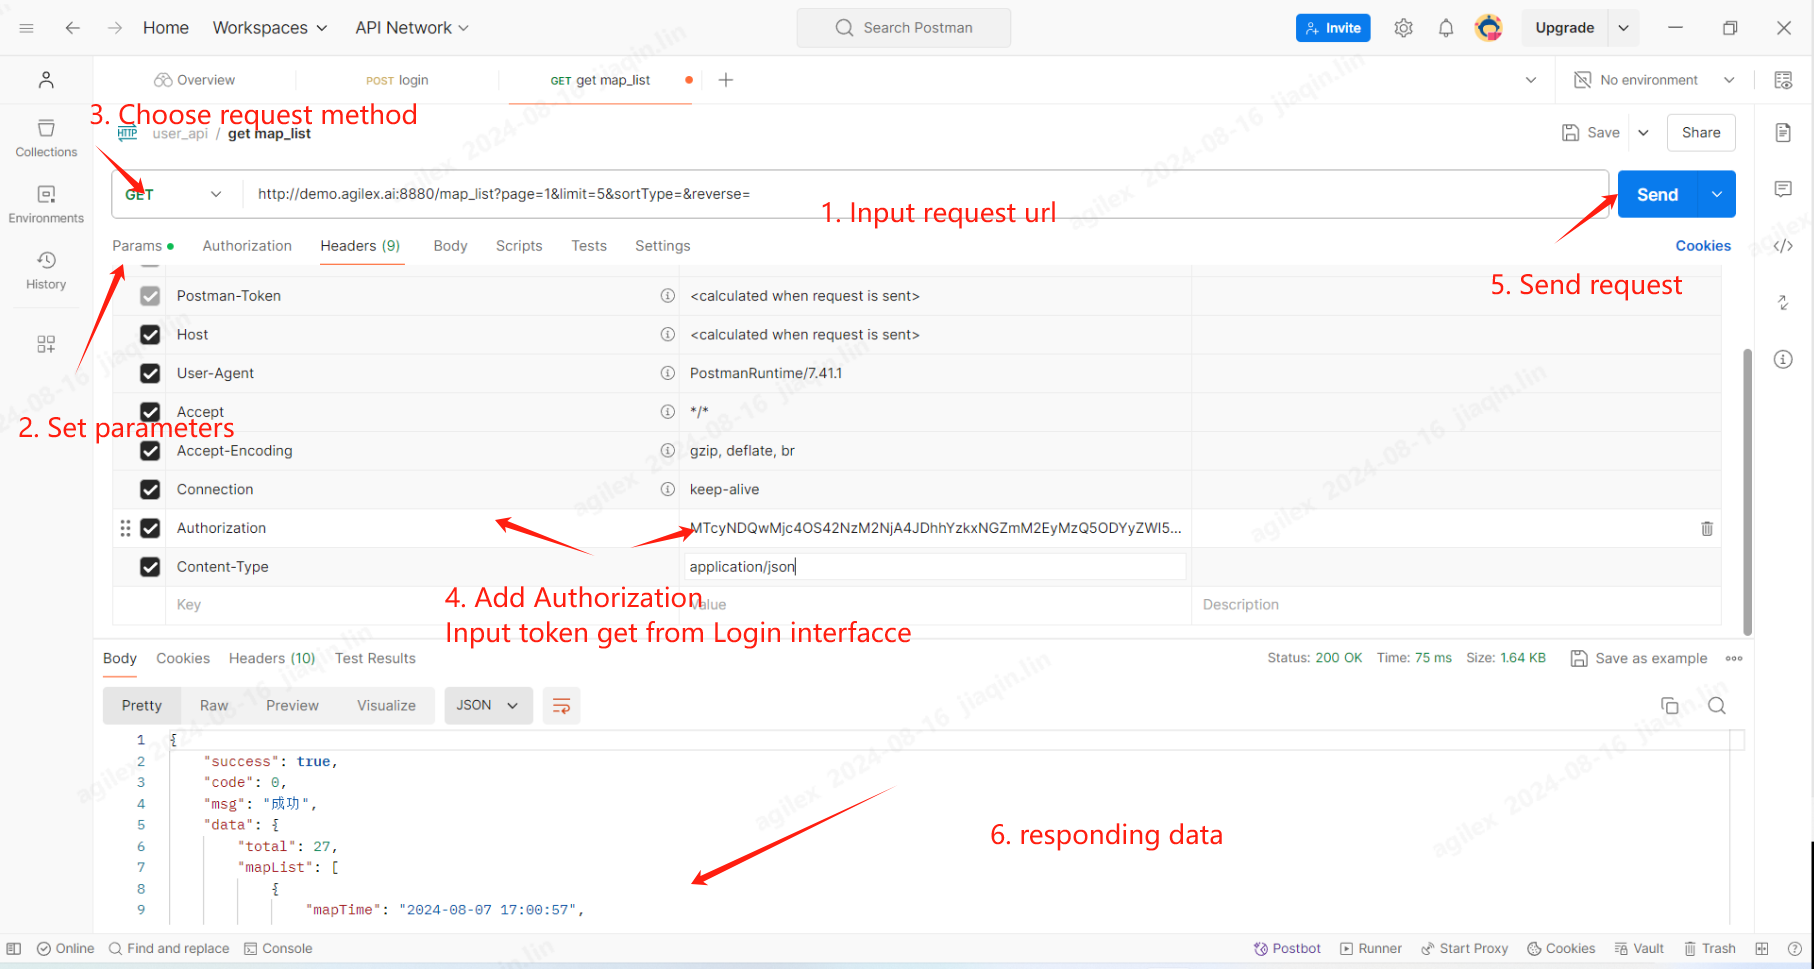 Home Workspaces API Network Search Postman Invite Upgrade
Overview POST login GET get map_list No environment
3. Choose request method
HTTP user_api / get map_list Save Share
Collections
GET http://demo.agilex.ai:8880/map_list?page=1&limit=5&sortType=&reverse= Send
1. Input request url
Environments
Params Authorization Headers (9) Body Scripts Tests Settings Cookies
History
5. Send request
Postman-Token <calculated when request is sent>
Host <calculated when request is sent>
User-Agent PostmanRuntime/7.41.1
Accept */*
2. Set parameters
Accept-Encoding gzip, deflate, br
Connection keep-alive
Authorization MTcyNDQwMjc4OS42NzM2NjA4JDhhYzkxNGZmM2EyMzQ5ODYyZWI5...
Content-Type application/json
4. Add Authorization
Key Value Description
Input token get from Login interfacce
Body Cookies Headers (10) Test Results Status: 200 OK Time: 75 ms Size: 1.64 KB Save as example
Pretty Raw Preview Visualize JSON
1 {
2 "success": true,
3 "code": 0,
4 "msg": "成功",
5 "data": {
6 "total": 27,
7 "mapList": [
8 {
9 "mapTime": "2024-08-07 17:00:57",
6. responding data
Online Find and replace Console Postbot Runner Start Proxy Cookies Vault Trash
agilex 2024-08-16 jiaqin.lin